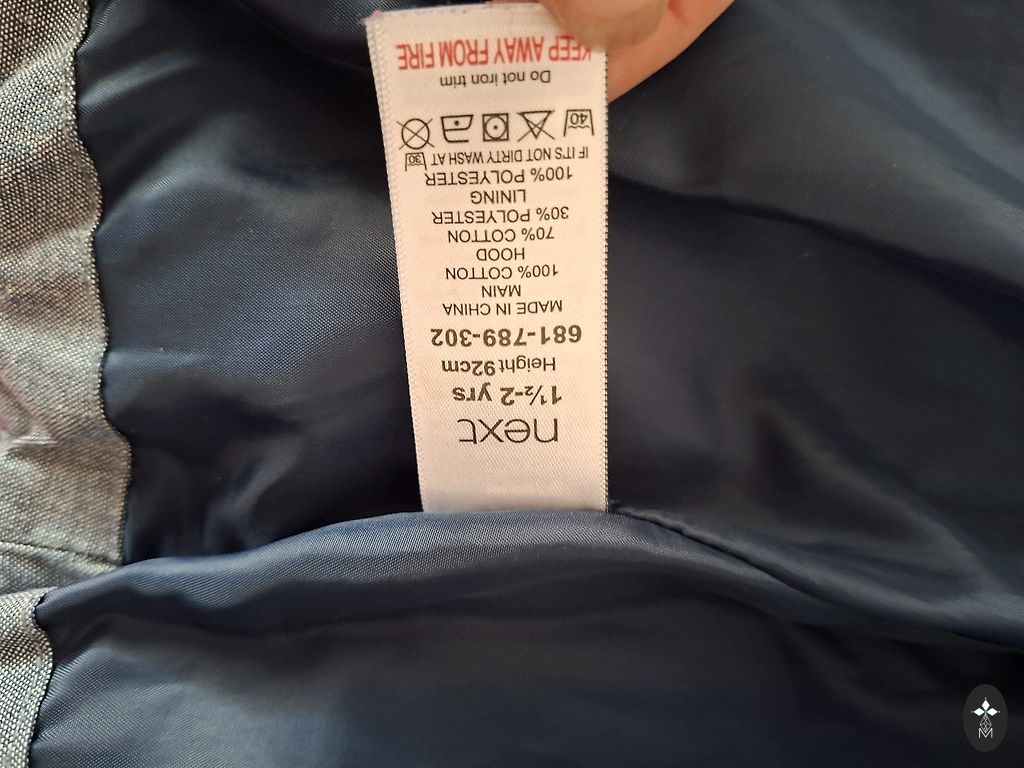 next
1½-2 yrs
Height 92cm
681-789-302
MADE IN CHINA
MAIN
100% COTTON
HOOD
70% COTTON
30% POLYESTER
LINING
100% POLYESTER
IF IT'S NOT DIRTY WASH AT 30
40
Do not iron trim
KEEP AWAY FROM FIRE
M